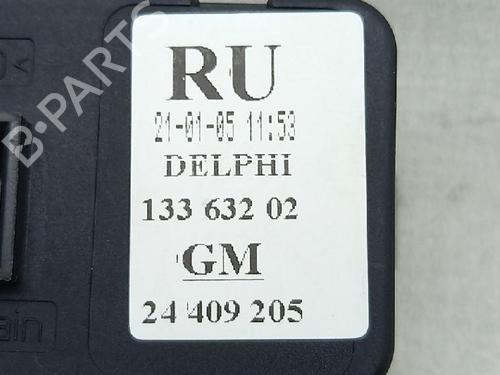 RU
21-01-05 11:53
DELPHI
133 632 02
GM
24 409 205
B-PARTS